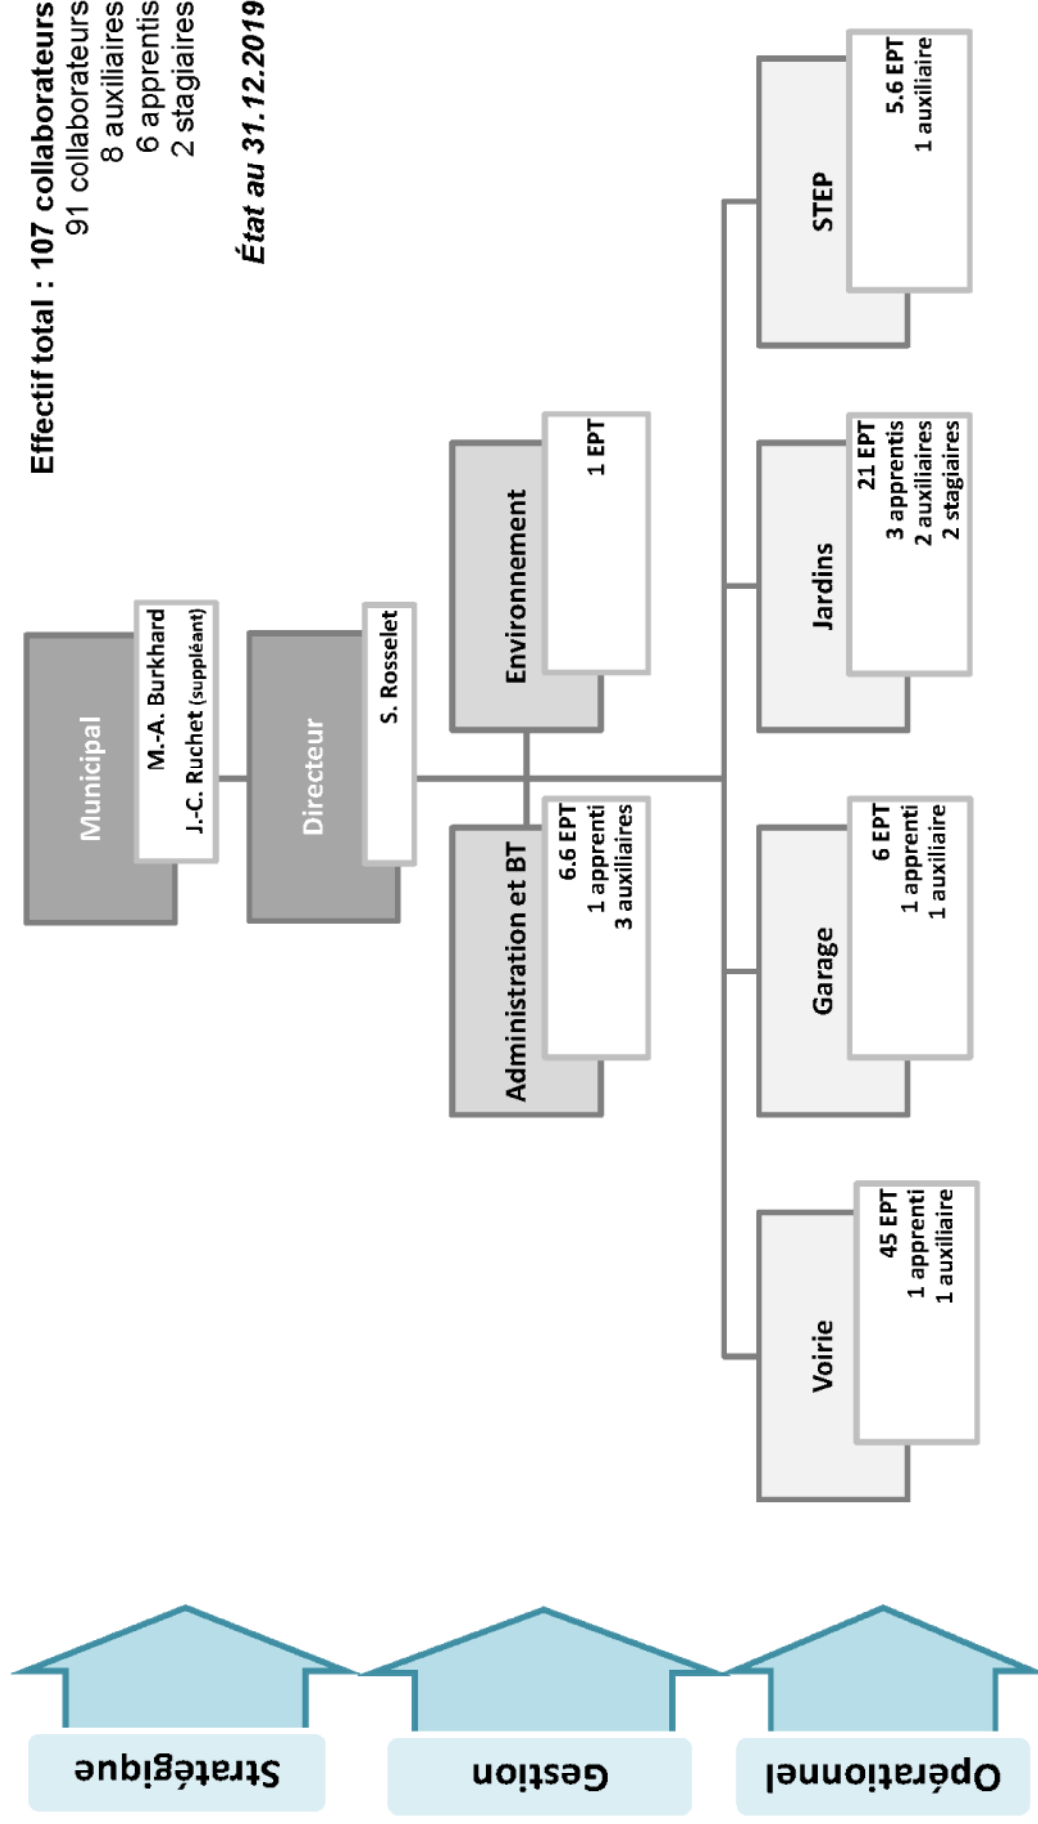 Effectif total : 107 collaborateurs
91 collaborateurs
8 auxiliaires
6 apprentis
2 stagiaires
État au 31.12.2019
Stratégique
Municipal
M.-A. Burkhard
J.-C. Ruchet (suppléant)
Directeur
S. Rosselet
Gestion
Administration et BT
6.6 EPT
1 apprenti
3 auxiliaires
Environnement
1 EPT
Opérationnel
Voirie
45 EPT
1 apprenti
1 auxiliaire
Garage
6 EPT
1 apprenti
1 auxiliaire
Jardins
21 EPT
3 apprentis
2 auxiliaires
2 stagiaires
STEP
5.6 EPT
1 auxiliaire